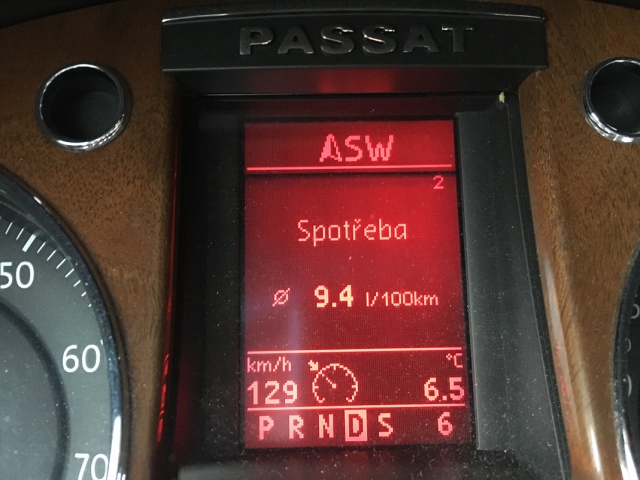 PASSAT
ASW
2
Spotřeba
Ø 9.4 l/100km
km/h °C
129 6.5
P R N D S 6
50
60
70